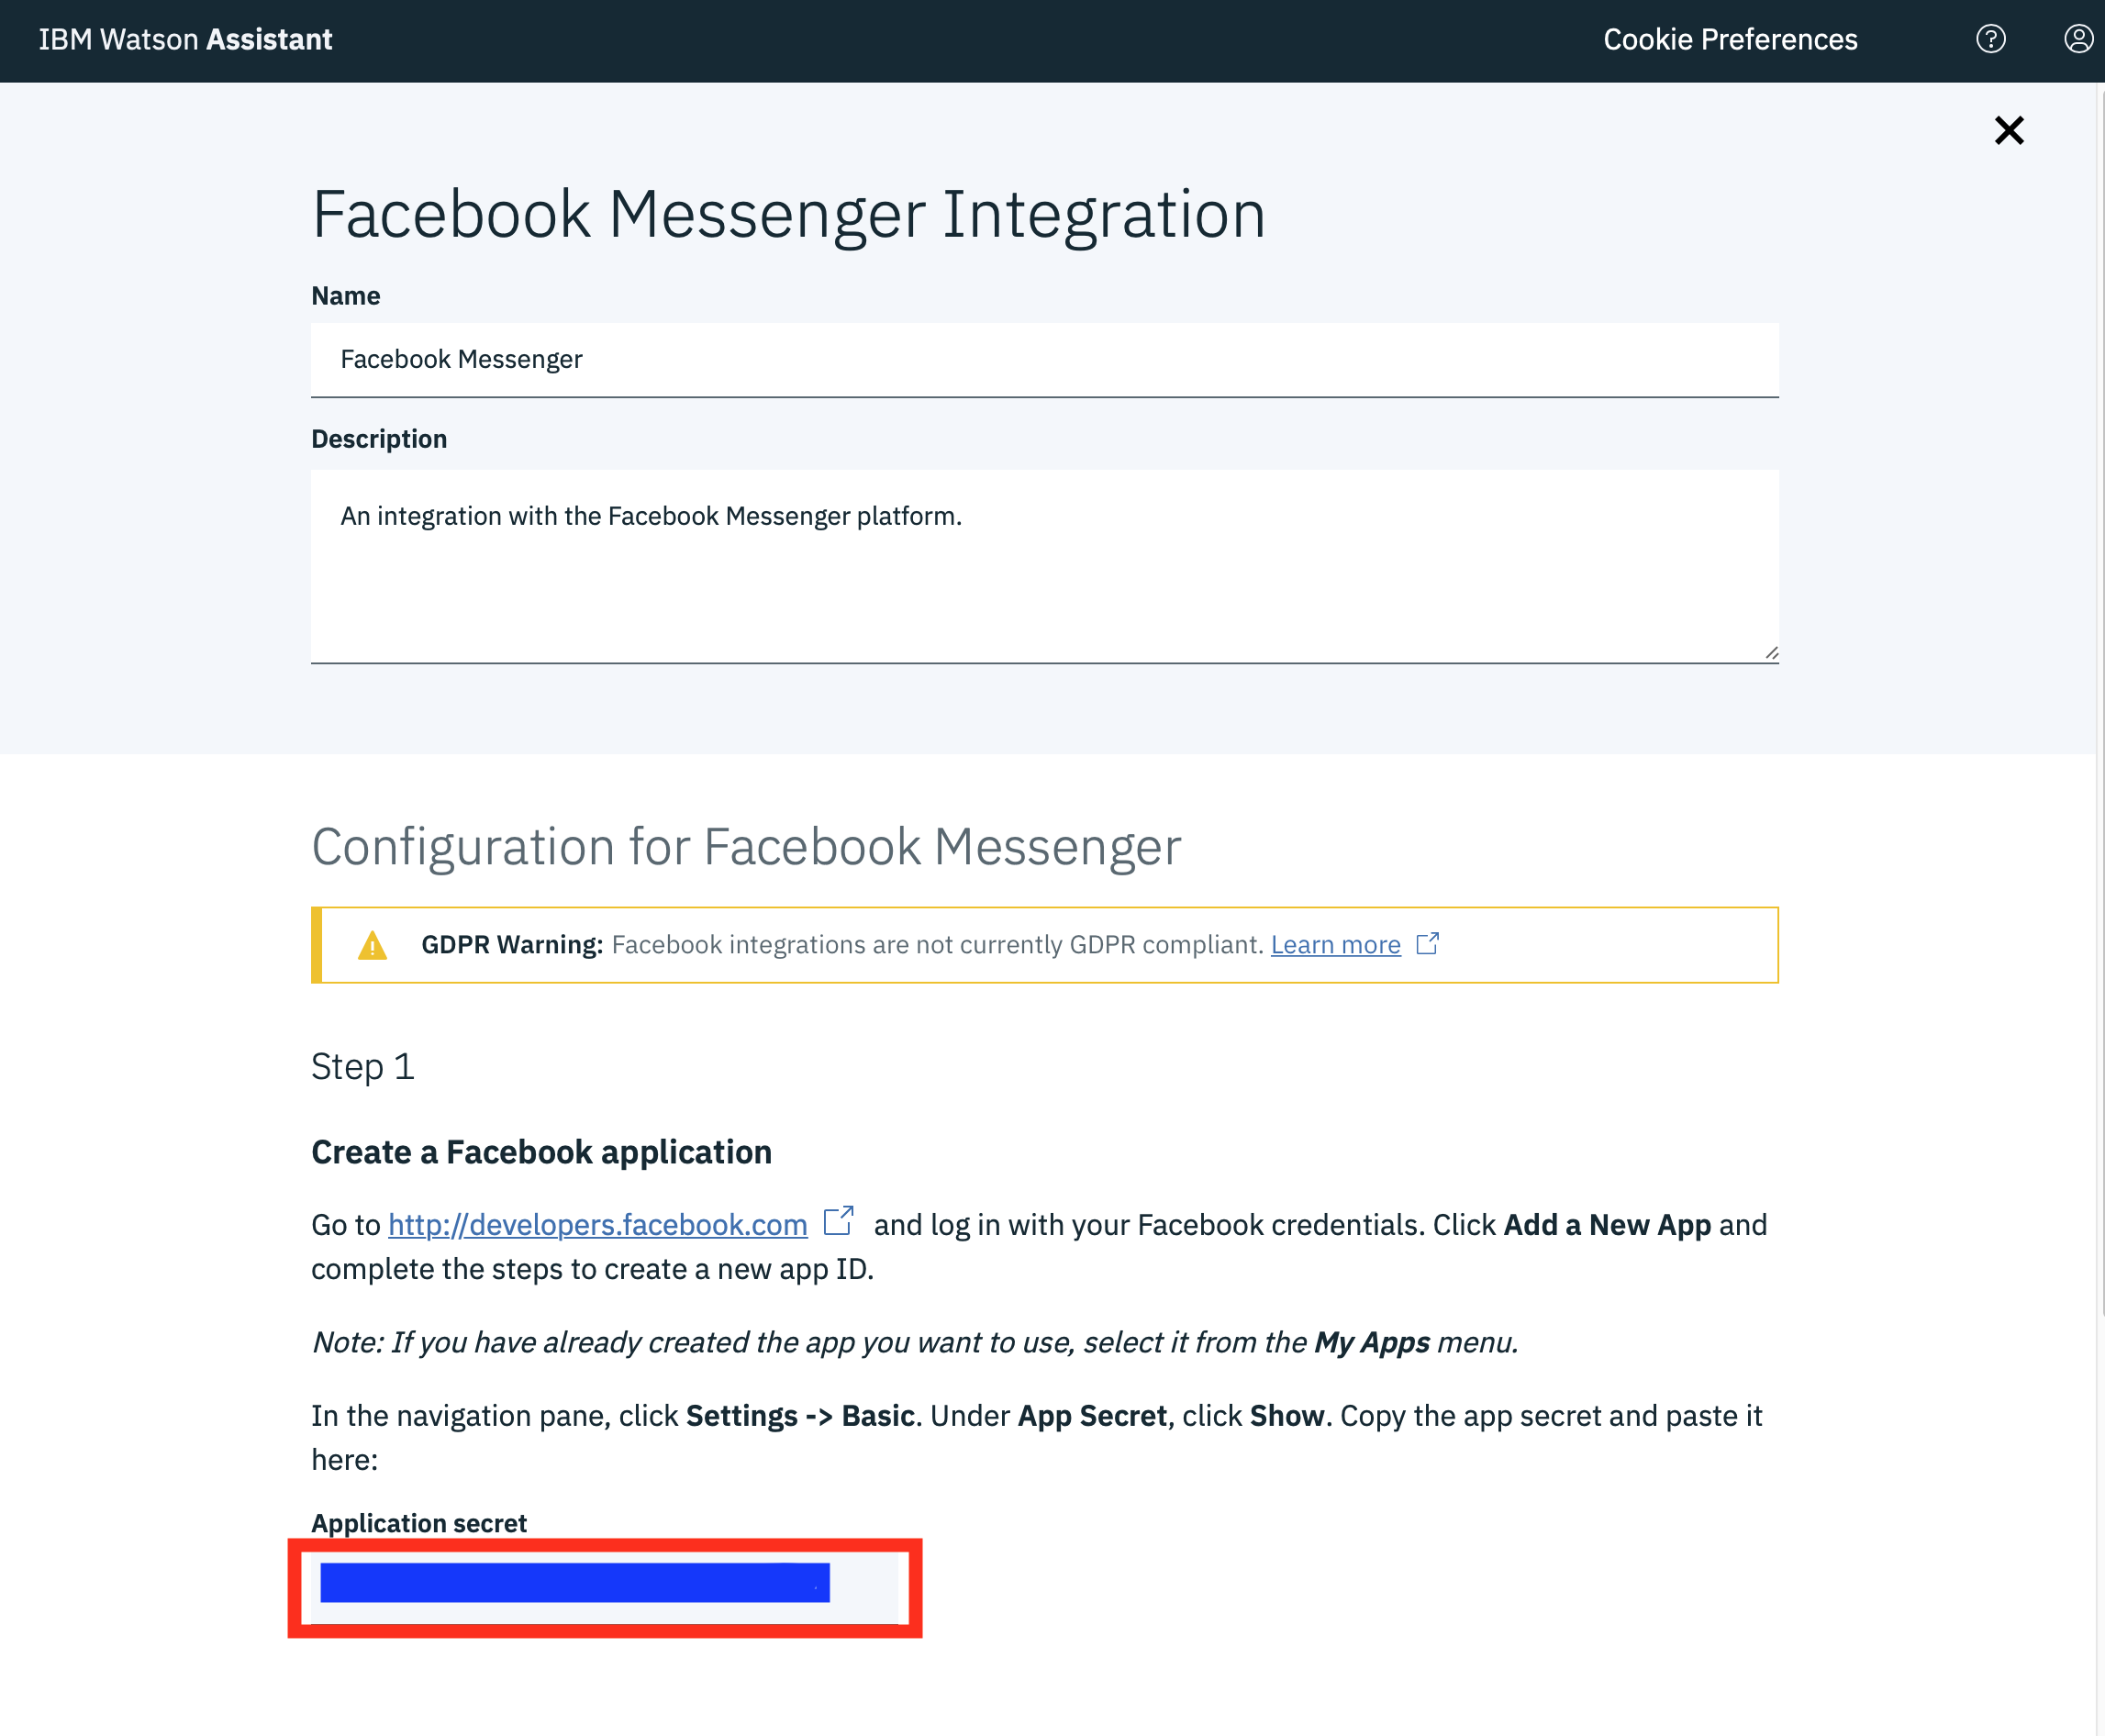 IBM Watson Assistant
Cookie Preferences
Facebook Messenger Integration
Name
Facebook Messenger
Description
An integration with the Facebook Messenger platform.
Configuration for Facebook Messenger
GDPR Warning: Facebook integrations are not currently GDPR compliant. Learn more
Step 1
Create a Facebook application
Go to http://developers.facebook.com and log in with your Facebook credentials. Click Add a New App and
complete the steps to create a new app ID.
Note: If you have already created the app you want to use, select it from the My Apps menu.
In the navigation pane, click Settings -> Basic. Under App Secret, click Show. Copy the app secret and paste it
here:
Application secret